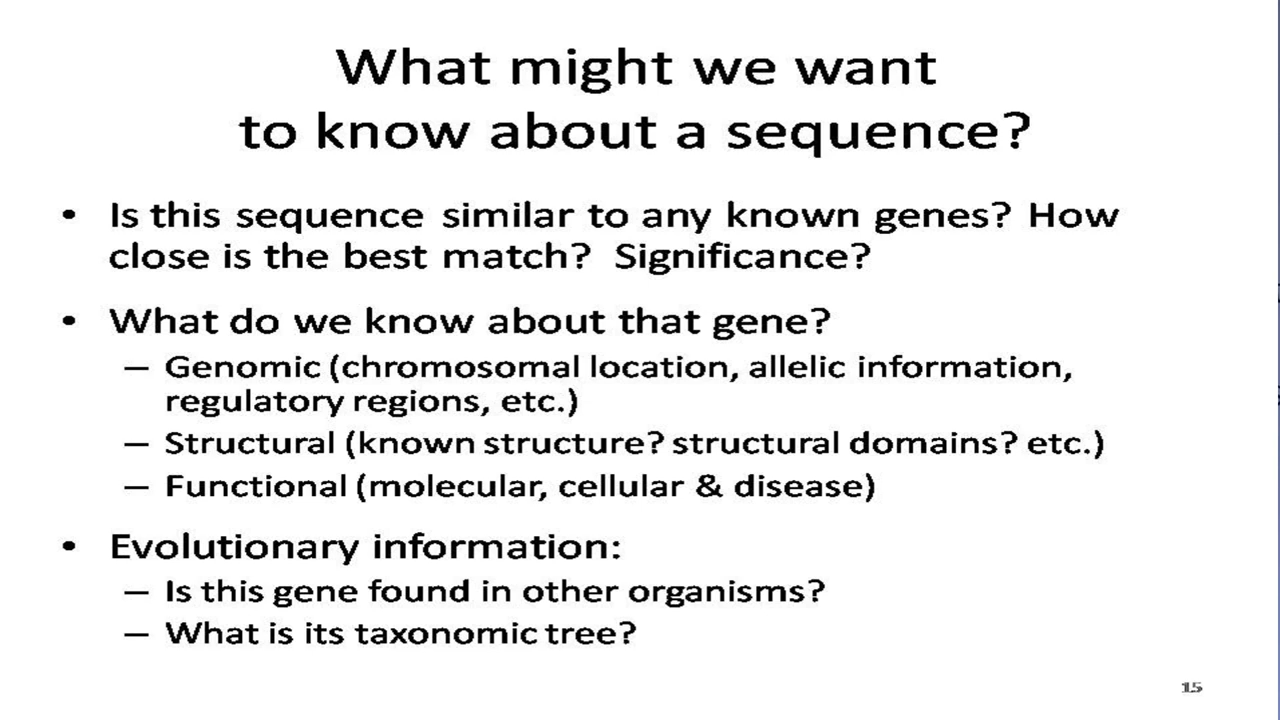 What might we want
to know about a sequence?
• Is this sequence similar to any known genes? How
close is the best match? Significance?
• What do we know about that gene?
– Genomic (chromosomal location, allelic information,
regulatory regions, etc.)
– Structural (known structure? structural domains? etc.)
– Functional (molecular, cellular & disease)
• Evolutionary information:
– Is this gene found in other organisms?
– What is its taxonomic tree?
15